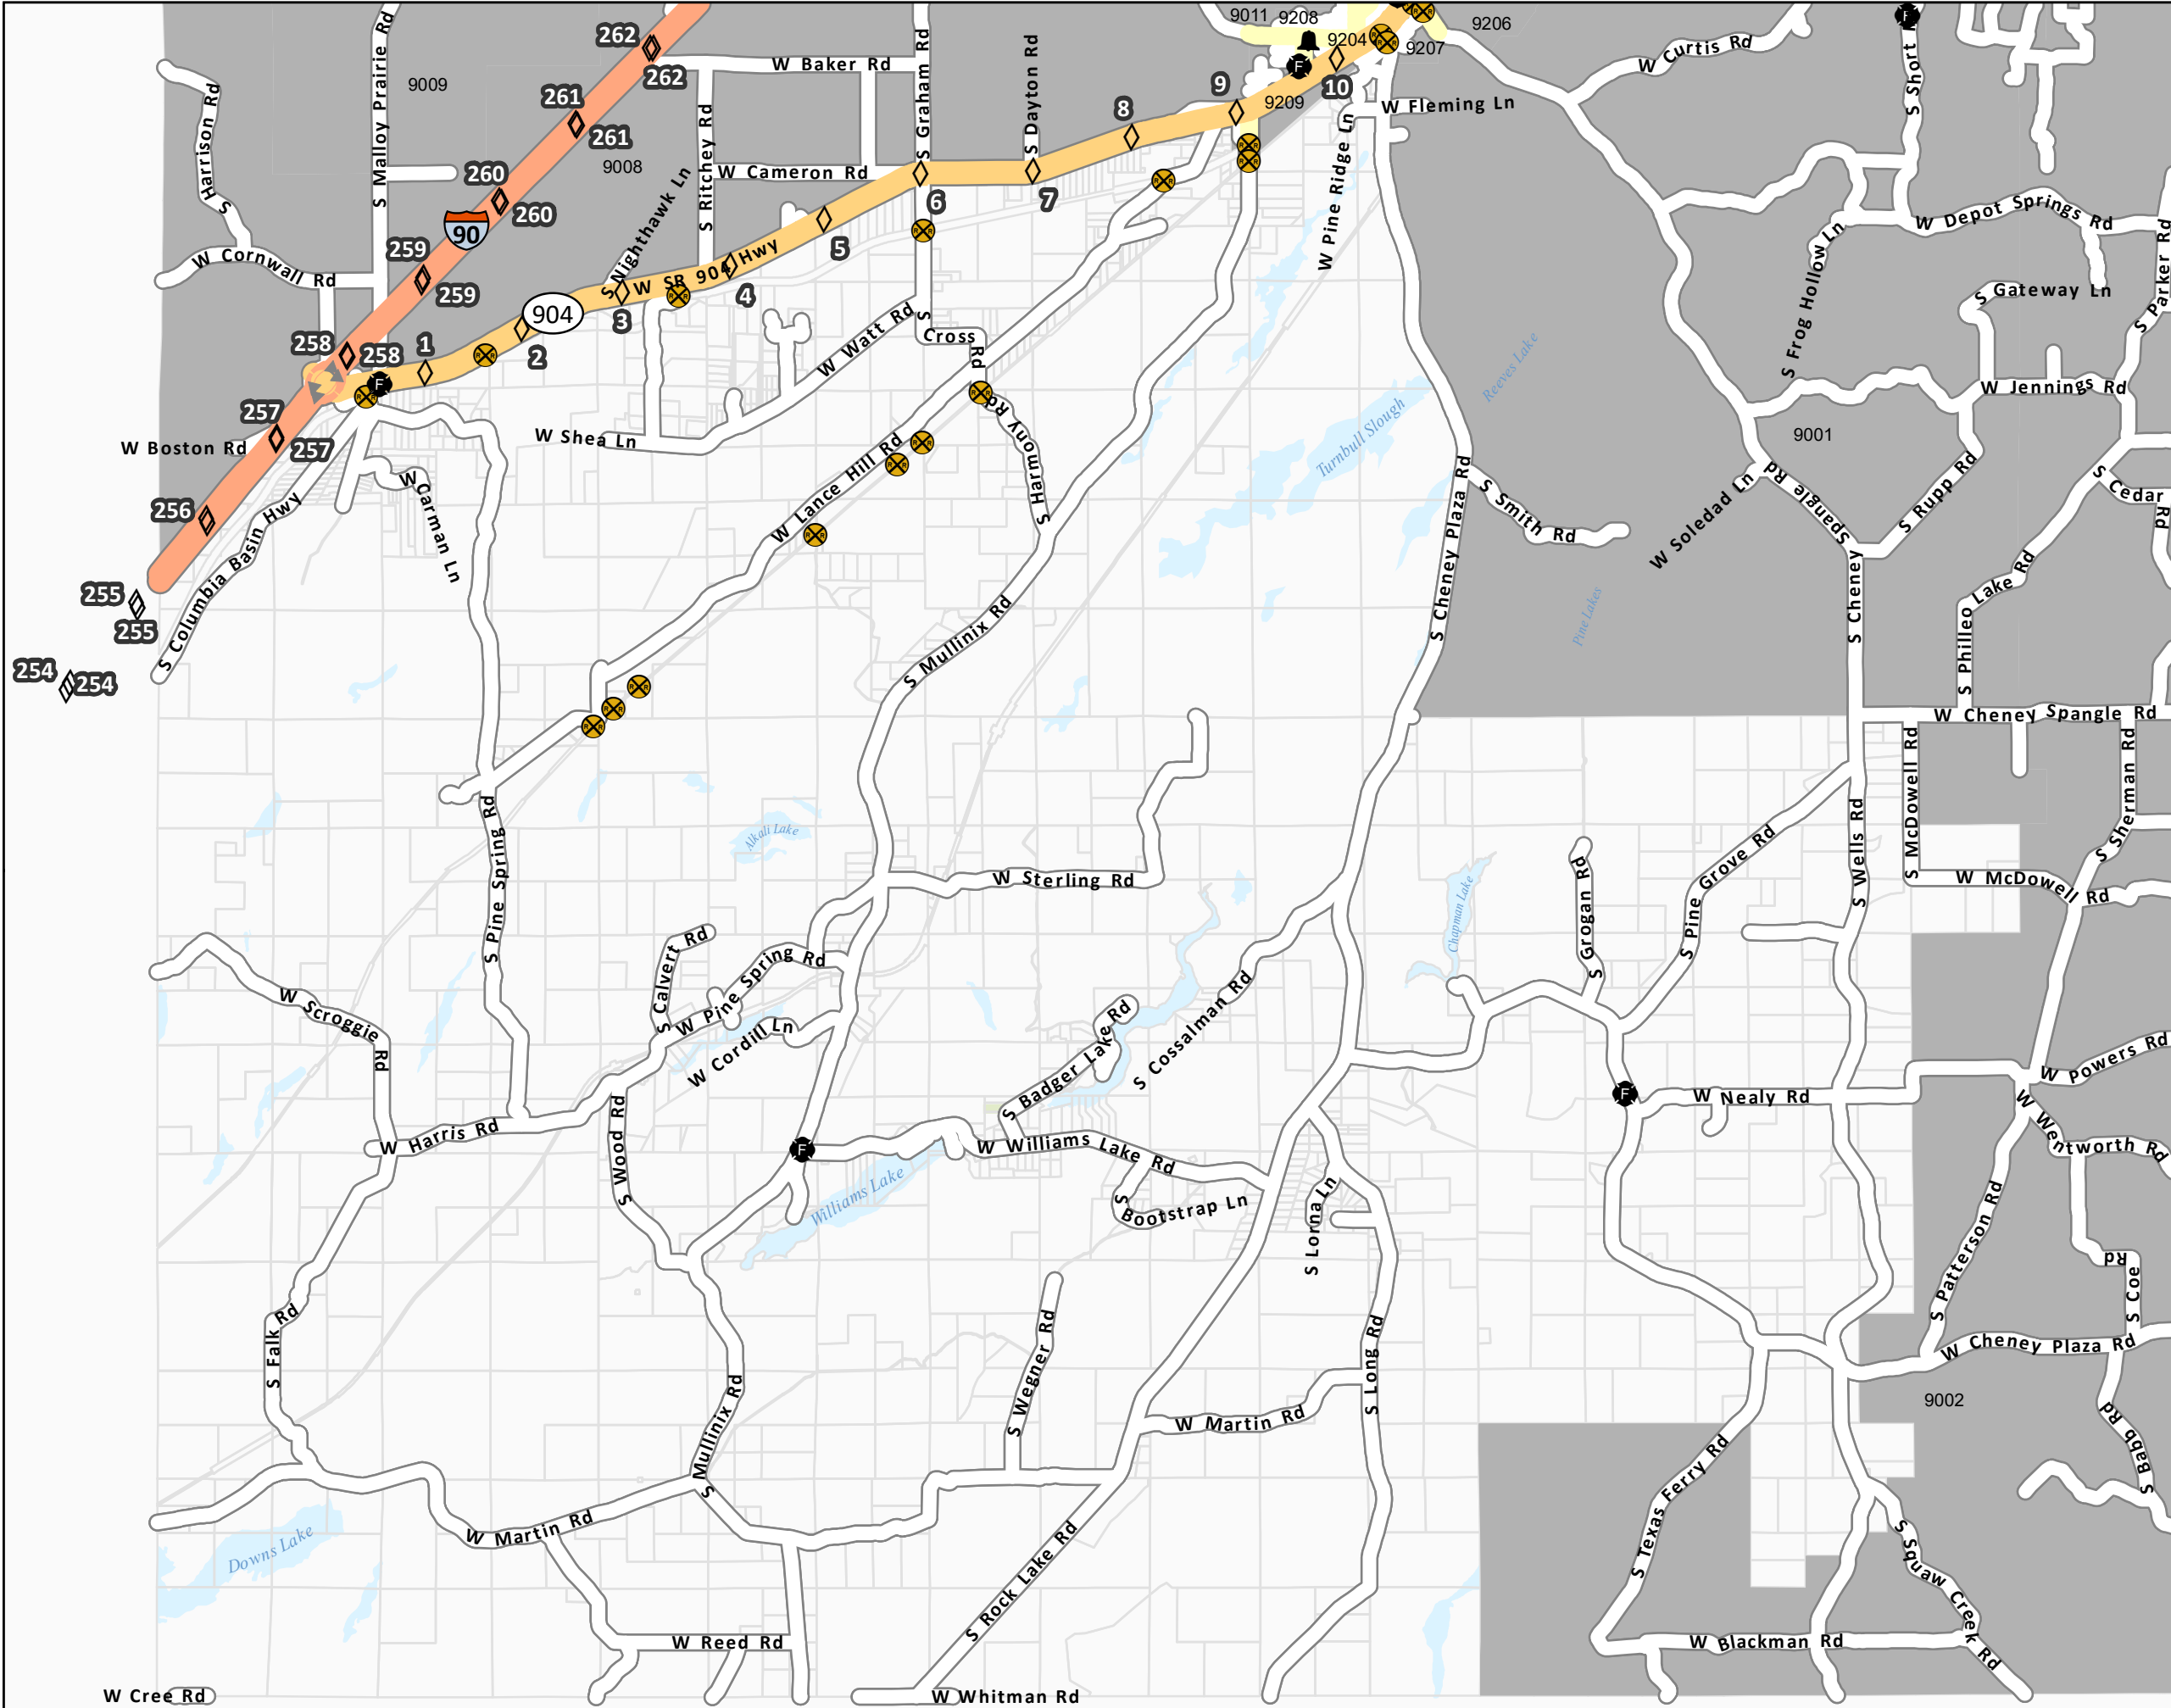 9011
9208
9206
9204
9207
262
262
W Baker Rd
S Graham Rd
S Dayton Rd
W Curtis Rd
F
S Short
S Malloy Prairie Rd
9009
S Harrison Rd
261
261
9008
S Ritchey Rd
8
9
F
10
9209
W Fleming Ln
W Pine Ridge Ln
260
260
W Cameron Rd
7
6
90
S Nighthawk Ln
5
W SR 904 Hwy
4
W Depot Springs Rd
S Frog Hollow Ln
S Parker Rd
W Cornwall Rd
259
259
904
3
2
S Gateway Ln
258
258
1
F
S Cross Rd
W Watt Rd
Reeves Lake
Turnbull Slough
W Jennings Rd
257
257
W Boston Rd
W Shea Ln
S Harmony Rd
W Lance Hill Rd
9001
256
W Carman Ln
S Columbia Basin Hwy
S Cheney Plaza Rd
S Smith Rd
W Soledad Ln
S Cheney Spangle Rd
S Rupp Rd
S Cedar Rd
255
255
254
254
S Mullinix Rd
Pine Lakes
S Philleo Lake Rd
W Cheney Spangle Rd
S McDowell Rd
S Sherman Rd
S Pine Spring Rd
Alkali Lake
W Sterling Rd
Chapman Lake
S Grogan Rd
S Pine Grove Rd
S Wells Rd
W McDowell Rd
W Scroggie Rd
S Calvert Rd
W Pine Spring Rd
W Cordill Ln
S Badger Lake Rd
S Cossalman Rd
F
W Nealy Rd
W Powers Rd
W Wentworth Rd
W Harris Rd
S Wood Rd
F
W Williams Lake Rd
Williams Lake
S Bootstrap Ln
S Lorna Ln
S Patterson Rd
S Coe Rd
S Falk Rd
S Wegner Rd
S Long Rd
W Cheney Plaza Rd
9002
S Mullinix Rd
W Martin Rd
S Babb Rd
S Texas Ferry Rd
W Martin Rd
Downs Lake
S Rock Lake Rd
S Squaw Creek Rd
W Reed Rd
W Blackman Rd
W Cree Rd
W Whitman Rd